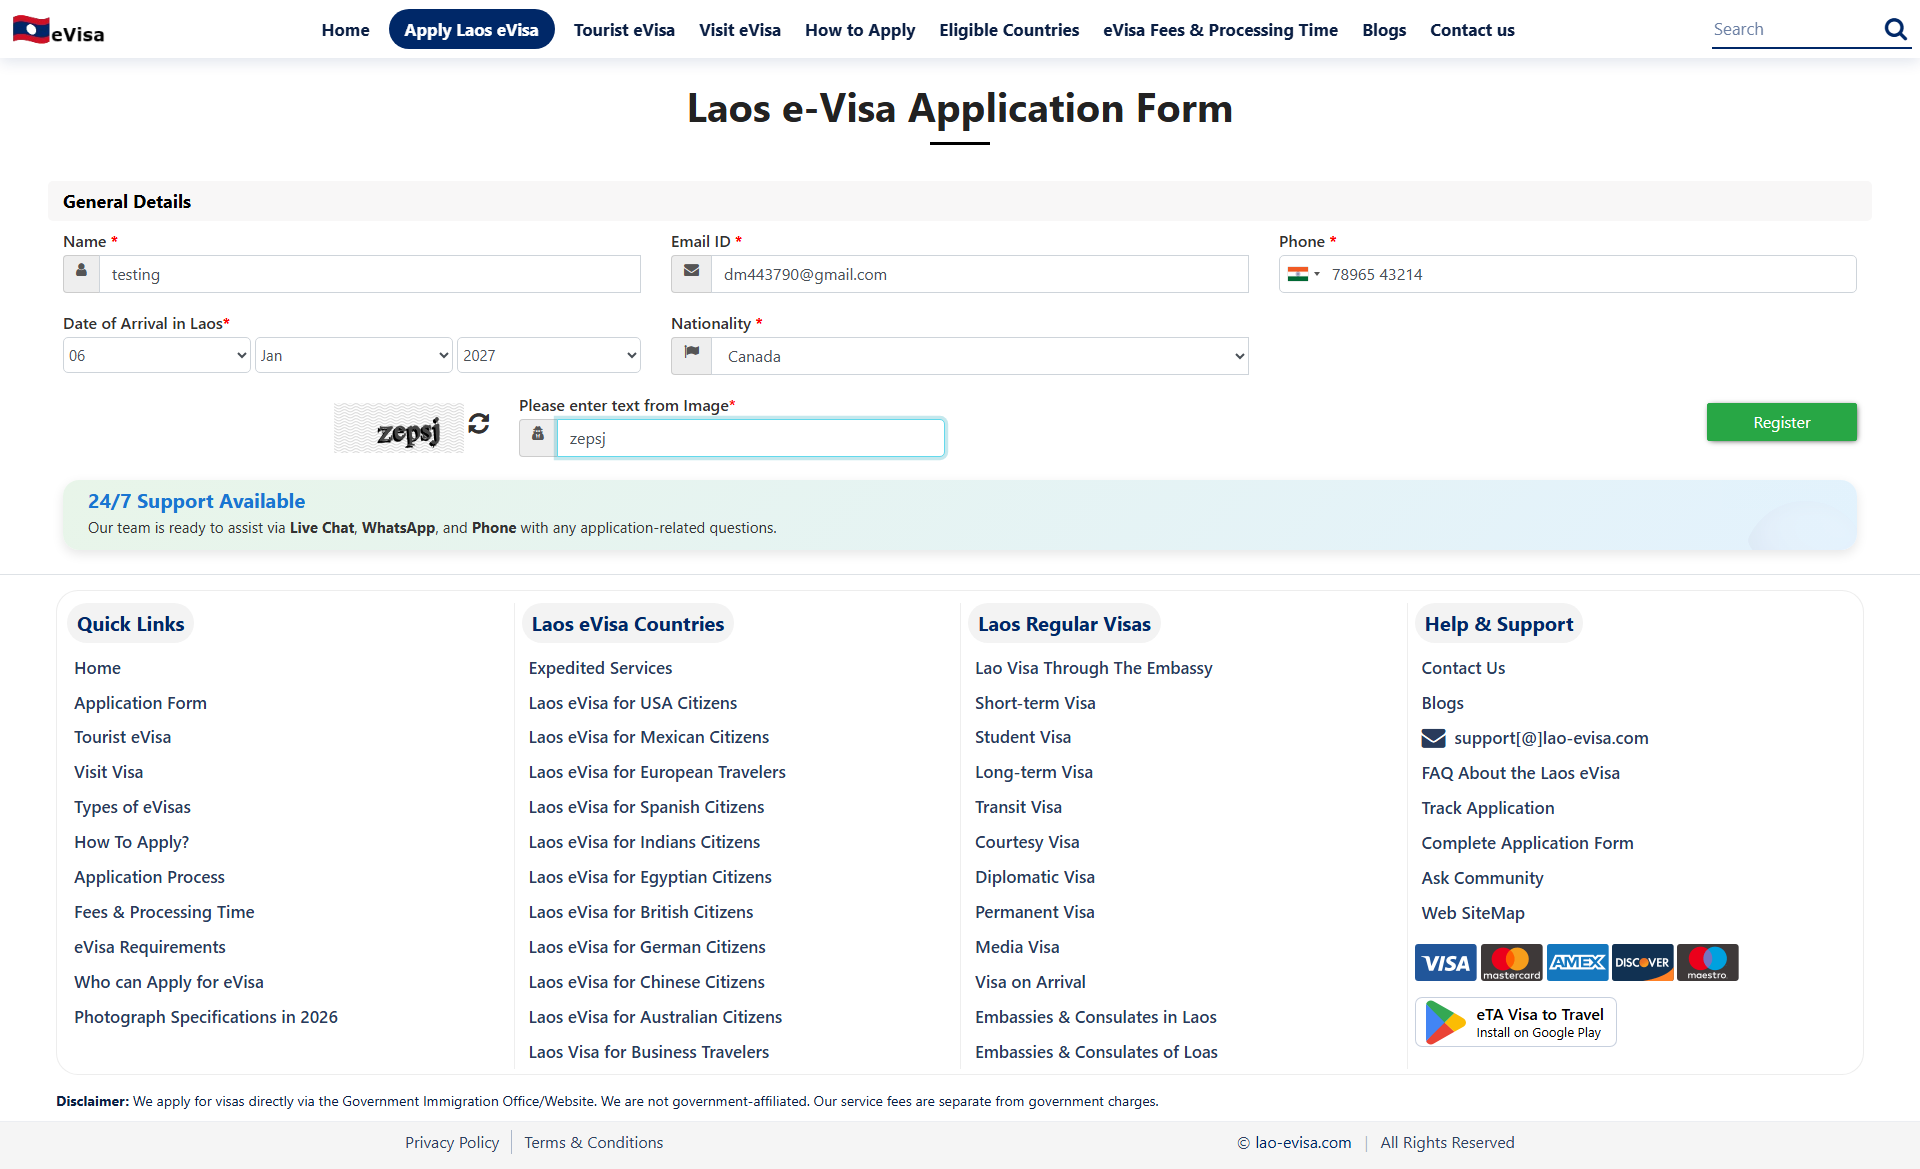 eVisa
Home
Apply Laos eVisa
Tourist eVisa
Visit eVisa
How to Apply
Eligible Countries
eVisa Fees & Processing Time
Blogs
Contact us
Search
Laos e-Visa Application Form
General Details
Name *
testing
Email ID *
dm443790@gmail.com
Phone *
78965 43214
Date of Arrival in Laos*
06
Jan
2027
Nationality *
Canada
zepsj
Please enter text from Image*
zepsj
Register
24/7 Support Available
Our team is ready to assist via Live Chat, WhatsApp, and Phone with any application-related questions.
Quick Links
Home
Application Form
Tourist eVisa
Visit Visa
Types of eVisas
How To Apply?
Application Process
Fees & Processing Time
eVisa Requirements
Who can Apply for eVisa
Photograph Specifications in 2026
Laos eVisa Countries
Expedited Services
Laos eVisa for USA Citizens
Laos eVisa for Mexican Citizens
Laos eVisa for European Travelers
Laos eVisa for Spanish Citizens
Laos eVisa for Indians Citizens
Laos eVisa for Egyptian Citizens
Laos eVisa for British Citizens
Laos eVisa for German Citizens
Laos eVisa for Chinese Citizens
Laos eVisa for Australian Citizens
Laos Visa for Business Travelers
Laos Regular Visas
Lao Visa Through The Embassy
Short-term Visa
Student Visa
Long-term Visa
Transit Visa
Courtesy Visa
Diplomatic Visa
Permanent Visa
Media Visa
Visa on Arrival
Embassies & Consulates in Laos
Embassies & Consulates of Loas
Help & Support
Contact Us
Blogs
support[@]lao-evisa.com
FAQ About the Laos eVisa
Track Application
Complete Application Form
Ask Community
Web SiteMap
VISA
mastercard
AMEX
DISCOVER
maestro
eTA Visa to Travel
Install on Google Play
Disclaimer: We apply for visas directly via the Government Immigration Office/Website. We are not government-affiliated. Our service fees are separate from government charges.
Privacy Policy | Terms & Conditions
© lao-evisa.com | All Rights Reserved